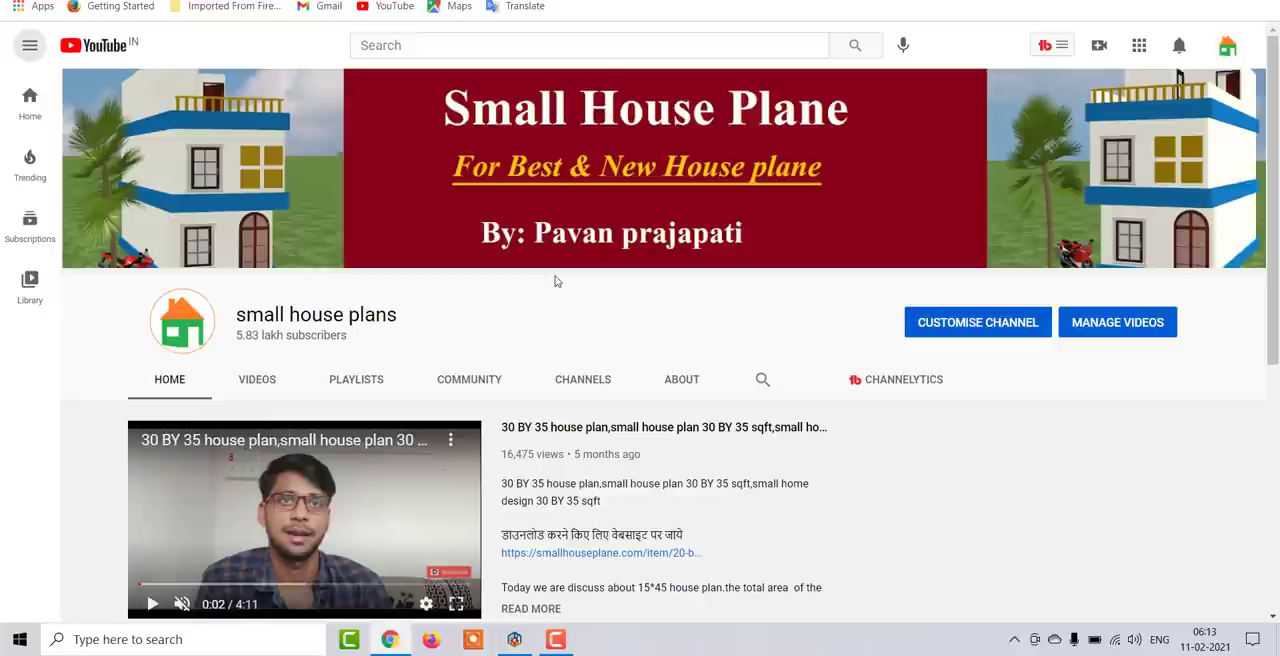 Apps Getting Started Imported From Fire... Gmail YouTube Maps Translate
YouTube IN
Search
Small House Plane
For Best & New House plane
By: Pavan prajapati
Home
Trending
Subscriptions
Library
small house plans
5.83 lakh subscribers
CUSTOMISE CHANNEL MANAGE VIDEOS
HOME VIDEOS PLAYLISTS COMMUNITY CHANNELS ABOUT CHANNELYTICS
30 BY 35 house plan,small house plan 30 ...
0:02 / 4:11
30 BY 35 house plan,small house plan 30 BY 35 sqft,small ho...
16,475 views • 5 months ago
30 BY 35 house plan,small house plan 30 BY 35 sqft,small home
design 30 BY 35 sqft
डाउनलोड करने किए लिए वेबसाइट पर जाये
https://smallhouseplane.com/item/20-b...
Today we are discuss about 15*45 house plan.the total area of the
READ MORE
Type here to search
ENG
06:13
11-02-2021